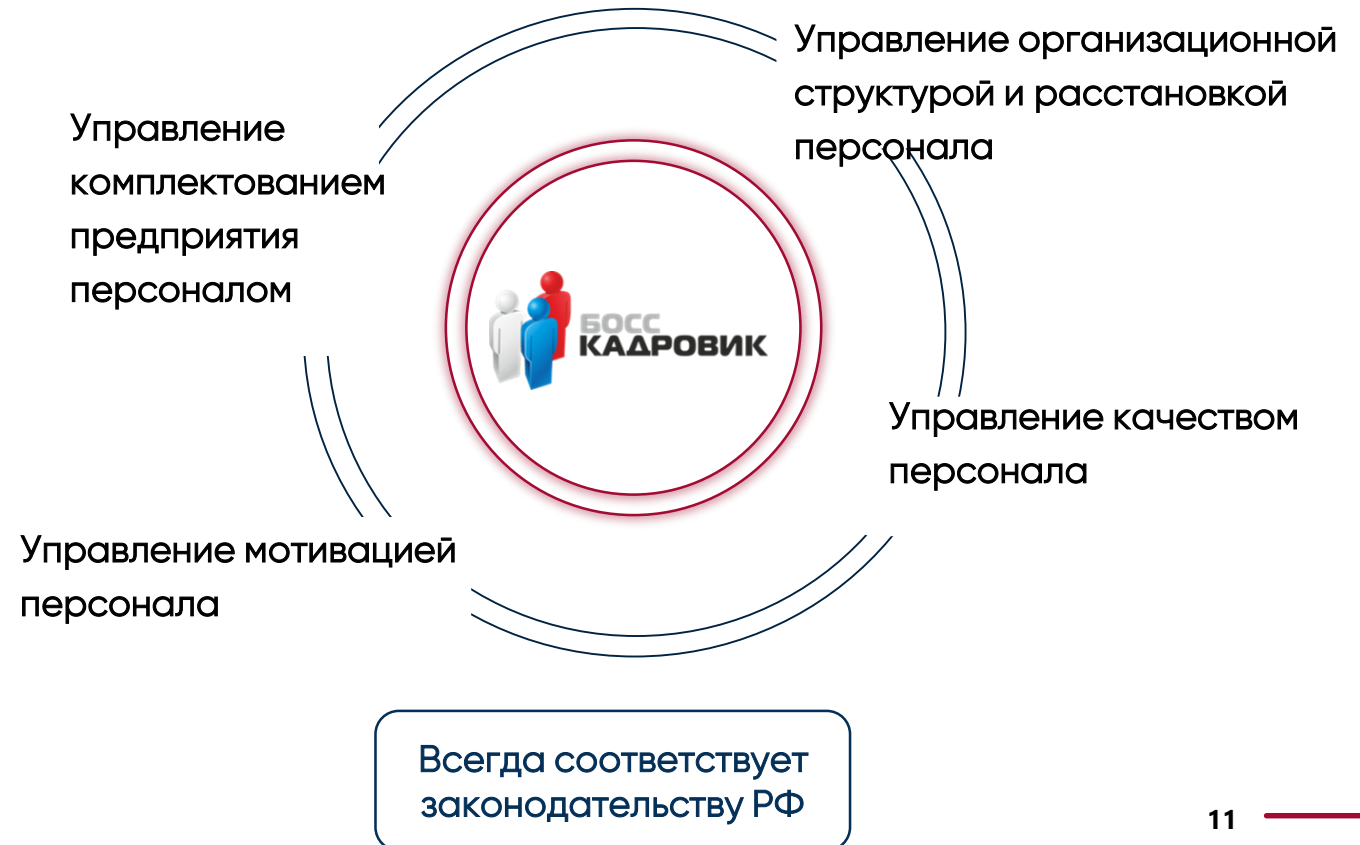 Управление организационной
структурой и расстановкой
персонала
Управление
комплектованием
предприятия
персоналом
БОСС
КАДРОВИК
Управление качеством
персонала
Управление мотивацией
персонала
Всегда соответствует
законодательству РФ
11